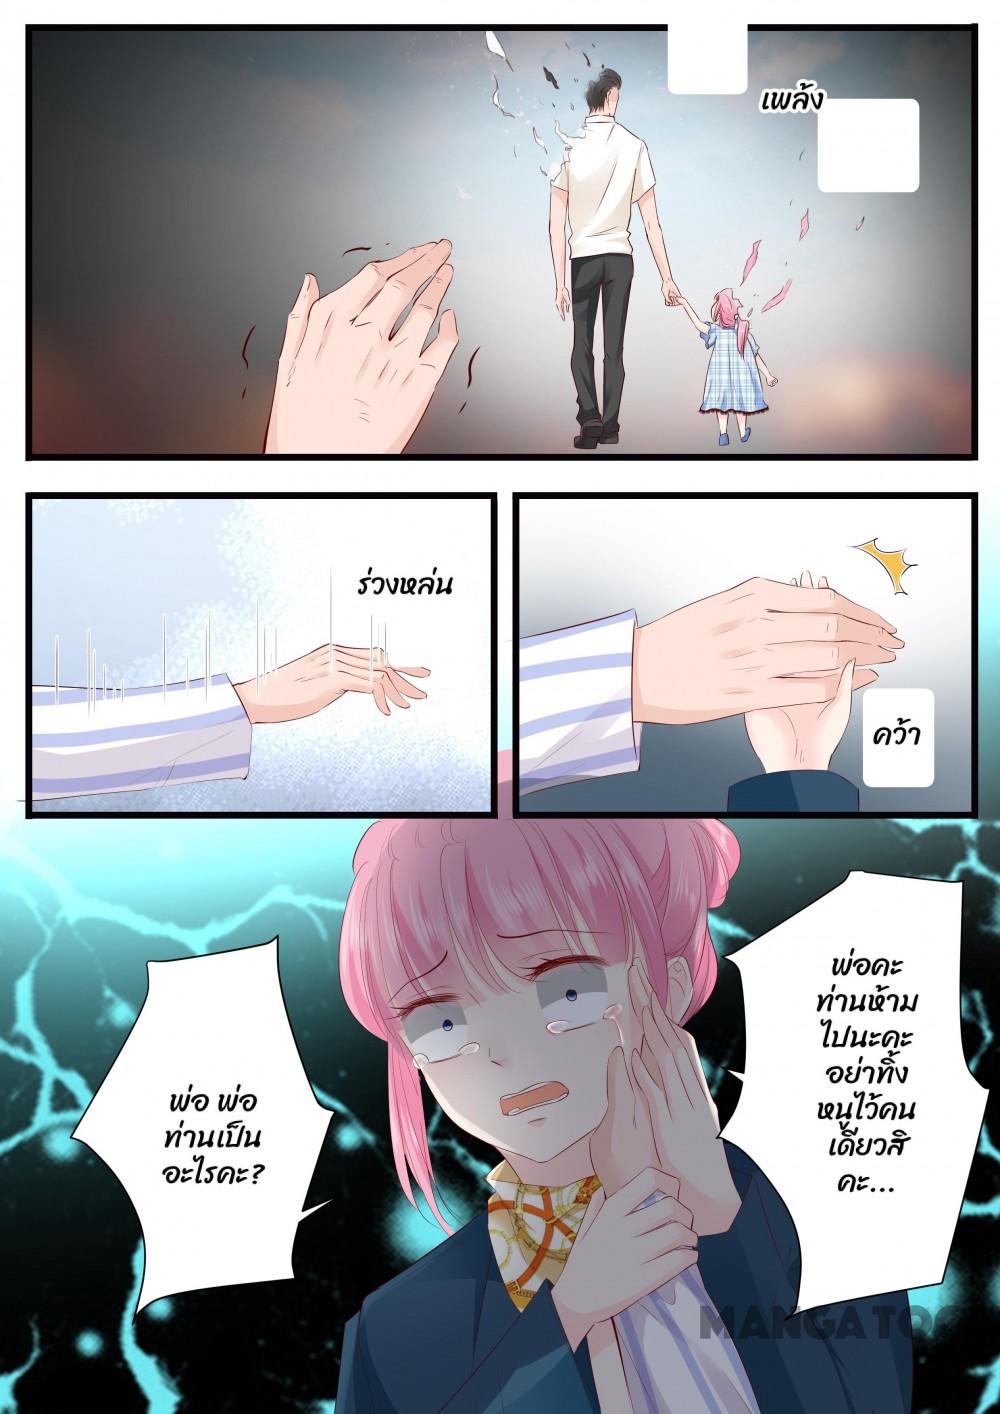 เพล้ง
ร่วงหล่น
คว้า
พ่อคะ
ท่านห้าม
ไปนะคะ
อย่าทิ้ง
หนูไว้คน
เดียวสิ
คะ...
พ่อ พ่อ
ท่านเป็น
อะไรคะ?